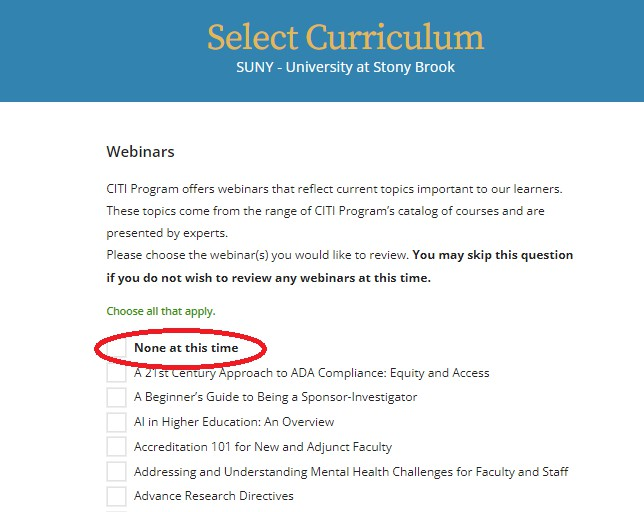 Select Curriculum
SUNY - University at Stony Brook
Webinars
CITI Program offers webinars that reflect current topics important to our learners.
These topics come from the range of CITI Program's catalog of courses and are
presented by experts.
Please choose the webinar(s) you would like to review. You may skip this question
if you do not wish to review any webinars at this time.
Choose all that apply.
None at this time
A 21st Century Approach to ADA Compliance: Equity and Access
A Beginner's Guide to Being a Sponsor-Investigator
AI in Higher Education: An Overview
Accreditation 101 for New and Adjunct Faculty
Addressing and Understanding Mental Health Challenges for Faculty and Staff
Advance Research Directives